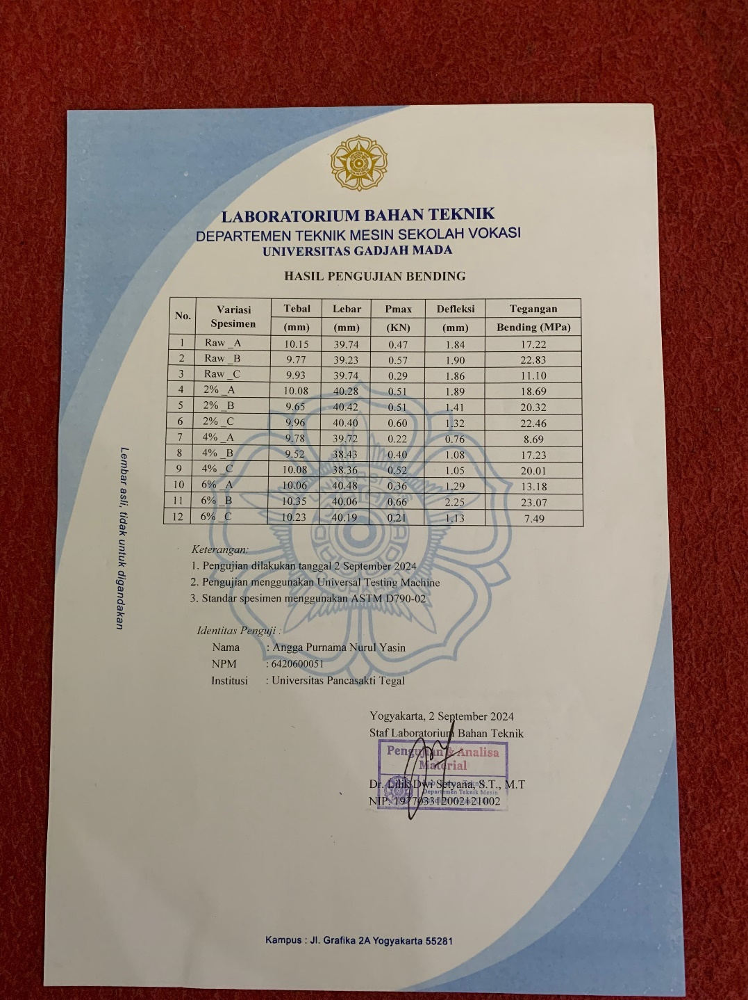 LABORATORIUM BAHAN TEKNIK
DEPARTEMEN TEKNIK MESIN SEKOLAH VOKASI
UNIVERSITAS GADJAH MADA
HASIL PENGUJIAN BENDING
No. Variasi Spesimen Tebal (mm) Lebar (mm) Pmax (KN) Defleksi (mm) Tegangan Bending (MPa)
1 Raw _A 10.15 39.74 0.47 1.84 17.22
2 Raw _B 9.77 39.23 0.57 1.90 22.83
3 Raw _C 9.93 39.74 0.29 1.86 11.10
4 2% _A 10.08 40.28 0.51 1.89 18.69
5 2% _B 9.65 40.42 0.51 1.41 20.32
6 2% _C 9.96 40.40 0.60 1.32 22.46
7 4% _A 9.78 39.72 0.22 0.76 8.69
8 4% _B 9.52 38.43 0.40 1.08 17.23
9 4% _C 10.08 38.36 0.52 1.05 20.01
10 6% _A 10.06 40.48 0.36 1.29 13.18
11 6% _B 10.35 40.06 0.66 2.25 23.07
12 6% _C 10.23 40.19 0.21 1.13 7.49
Lembar asli, tidak untuk digandakan
Keterangan:
1. Pengujian dilakukan tanggal 2 September 2024
2. Pengujian menggunakan Universal Testing Machine
3. Standar spesimen menggunakan ASTM D790-02
Identitas Penguji :
Nama : Angga Purnama Nurul Yasin
NPM : 6420600051
Institusi : Universitas Pancasakti Tegal
Yogyakarta, 2 September 2024
Staf Laboratorium Bahan Teknik
Pengujian & Analisa
Material
Dr. Lilik Dwi Setyana, S.T., M.T
Departemen Teknik Mesin
NIP. 197703312002121002
Kampus : Jl. Grafika 2A Yogyakarta 55281